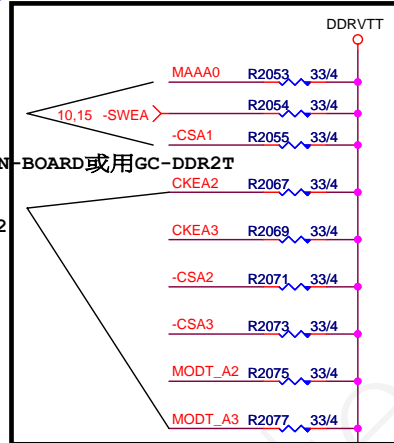 DDRVTT
MAAA0 R2053 33/4
10,15 -SWEA R2054 33/4
-CSA1 R2055 33/4
N-BOARD或用GC-DDR2T
CKEA2 R2067 33/4
2
CKEA3 R2069 33/4
-CSA2 R2071 33/4
-CSA3 R2073 33/4
MODT_A2 R2075 33/4
MODT_A3 R2077 33/4